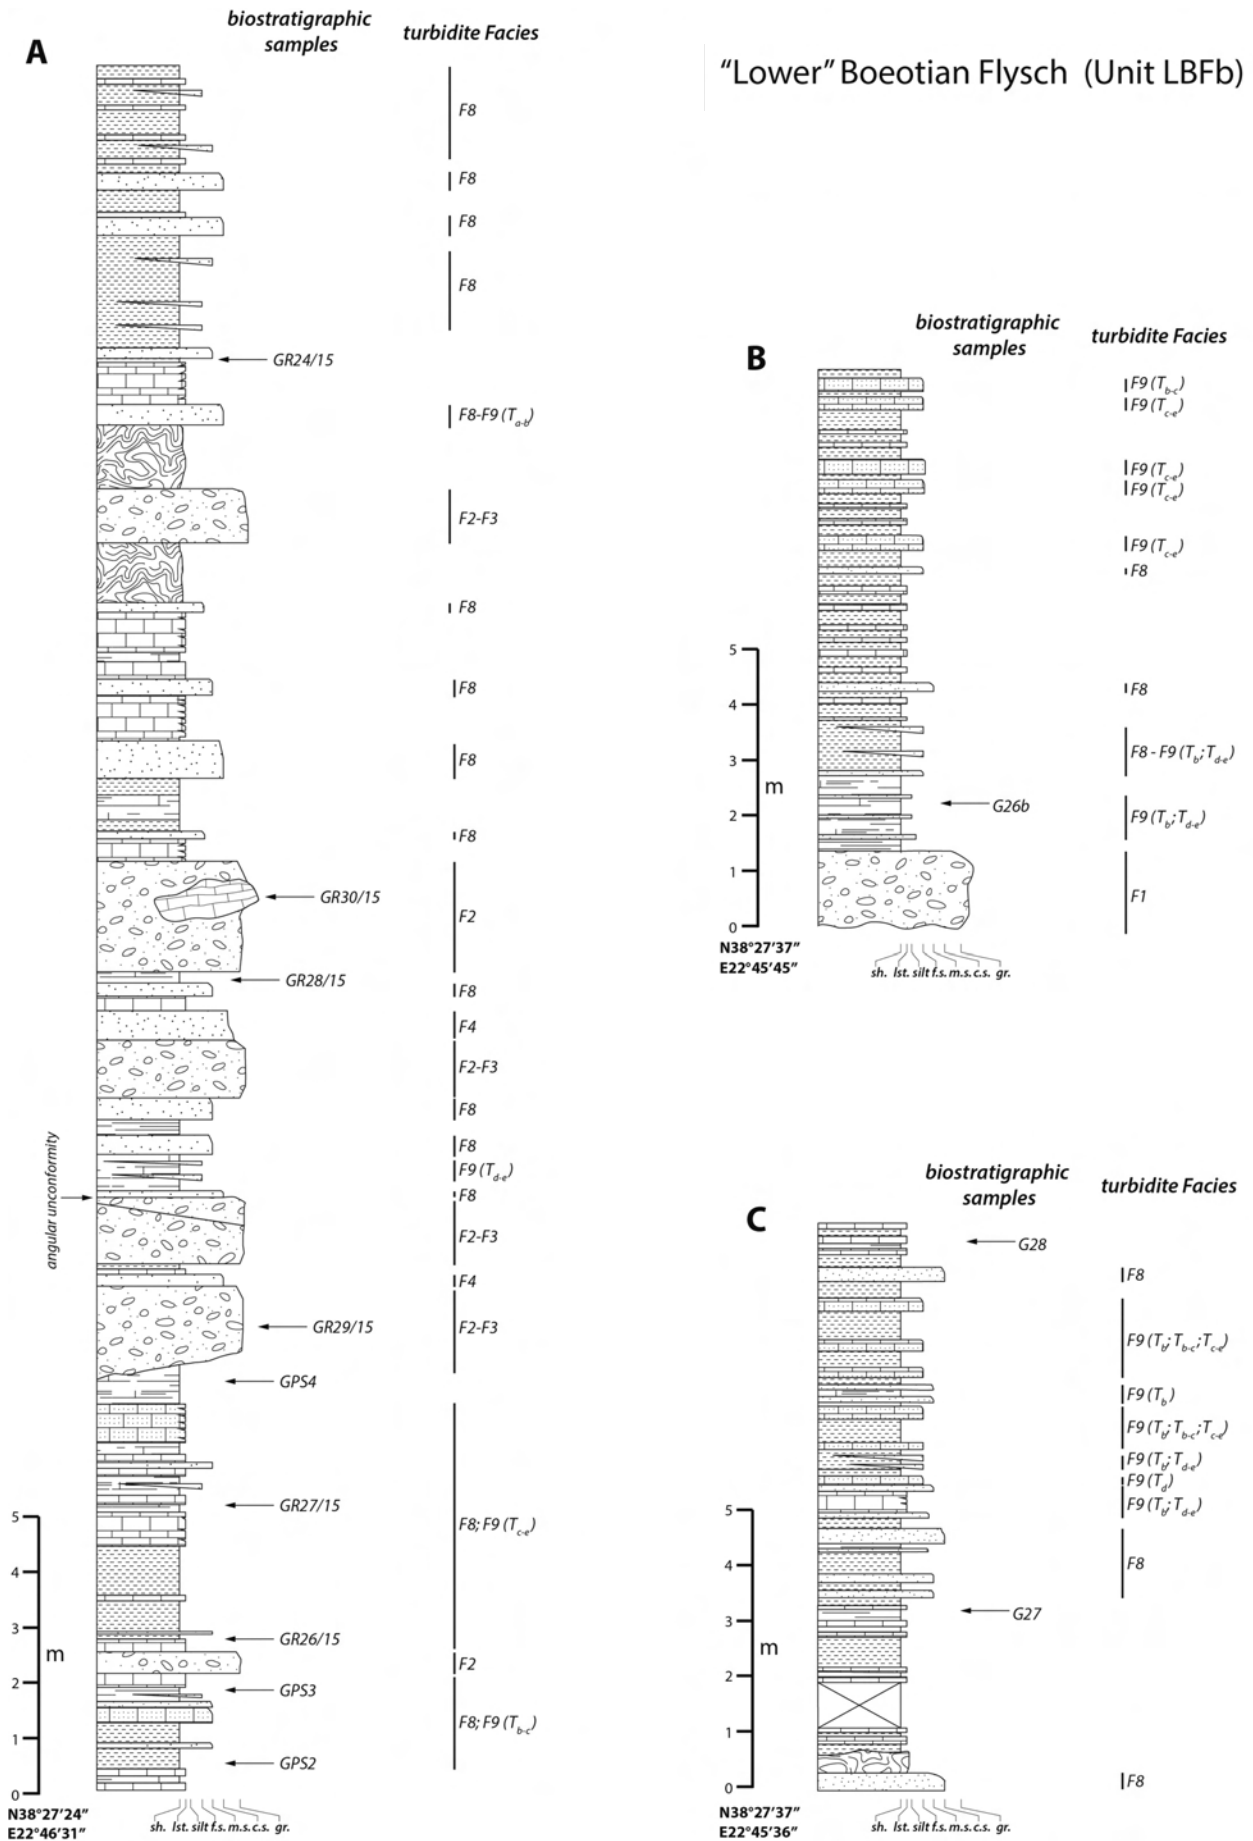 A
biostratigraphic
samples
turbidite Facies
"Lower" Boeotian Flysch (Unit LBFb)
F8
F8
F8
F8
GR24/15
F8-F9 (Ta-b)
F2-F3
F8
F8
F8
F8
GR30/15
F2
GR28/15
F8
F4
F2-F3
F8
F8
F9 (Td-e)
angular unconformity
F8
F2-F3
F4
GR29/15
F2-F3
GPS4
GR27/15
F8; F9 (Tc-e)
GR26/15
F2
GPS3
F8; F9 (Tb-c)
GPS2
5
4
3
m
2
1
0
N38°27'24"
E22°46'31"
sh. lst. silt f.s. m.s. c.s. gr.
B
biostratigraphic
samples
turbidite Facies
F9 (Tb-c)
F9 (Tc-e)
F9 (Tc-e)
F9 (Tc-e)
F9 (Tc-e)
F8
F8
F8 - F9 (Tb; Td-e)
G26b
F9 (Tb; Td-e)
F1
5
4
3
m
2
1
0
N38°27'37"
E22°45'45"
sh. lst. silt f.s. m.s. c.s. gr.
C
biostratigraphic
samples
turbidite Facies
G28
F8
F9 (Tb; Tb-c; Tc-e)
F9 (Tb)
F9 (Tb; Tb-c; Tc-e)
F9 (Tb; Td-e)
F9 (Td)
F9 (Tb; Td-e)
F8
G27
F8
5
4
3
m
2
1
0
N38°27'37"
E22°45'36"
sh. lst. silt f.s. m.s. c.s. gr.